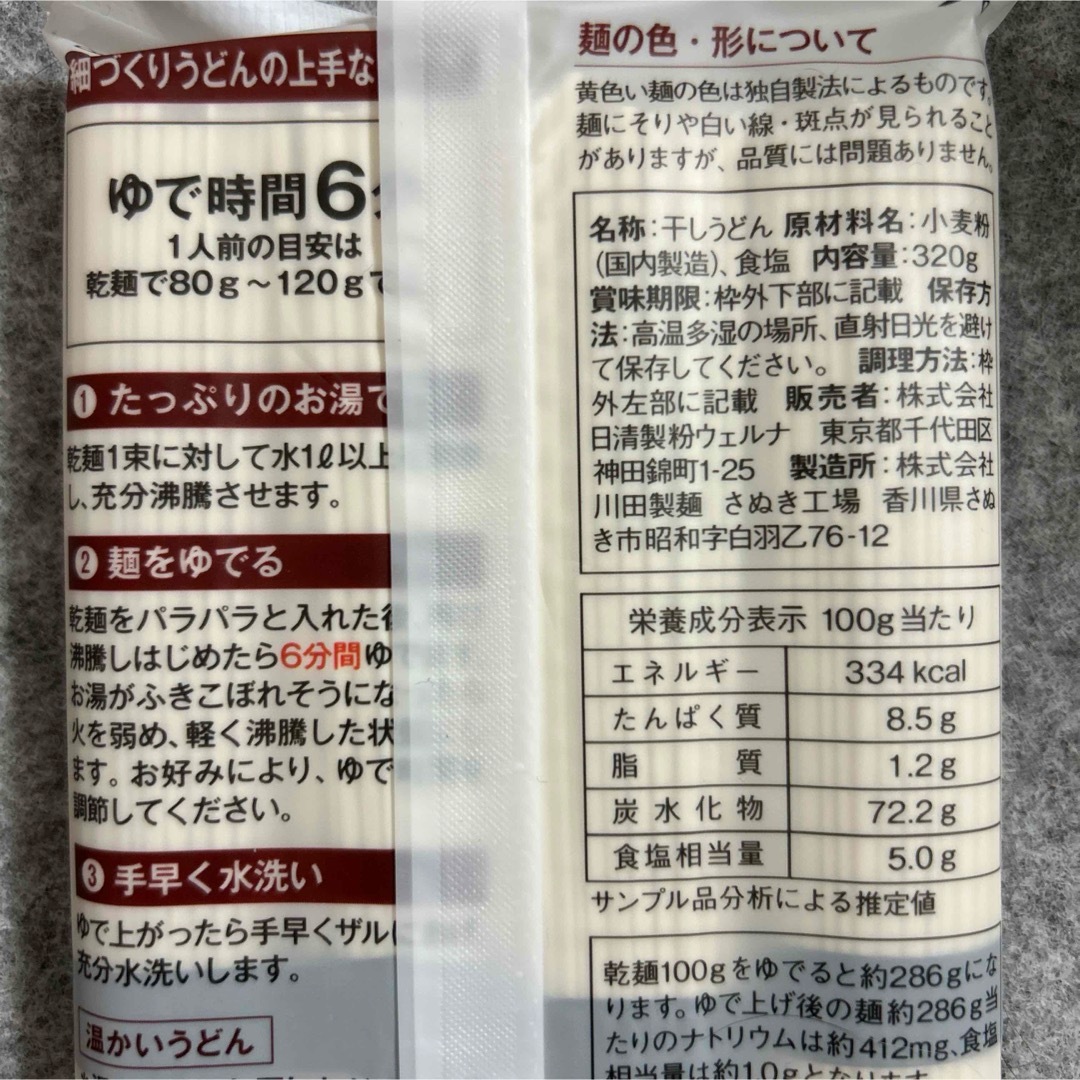 細づくりうどんの上手な
ゆで時間6
1人前の目安は
乾麺で80g～120gで
❶ たっぷりのお湯で
乾麺1束に対して水1ℓ以上
し、充分沸騰させます。
❷ 麺をゆでる
乾麺をパラパラと入れた
沸騰しはじめたら6分間ゆ
お湯がふきこぼれそうにな
火を弱め、軽く沸騰した状
ます。お好みにより、ゆで
調節してください。
❸ 手早く水洗い
ゆで上がったら手早くザル
充分水洗いします。
温かいうどん
麺の色・形について
黄色い麺の色は独自製法によるものです。
麺にそりや白い線・斑点が見られること
がありますが、品質には問題ありません。
名称：干しうどん 原材料名：小麦粉
（国内製造）、食塩 内容量：320g
賞味期限：枠外下部に記載 保存方
法：高温多湿の場所、直射日光を避け
て保存してください。 調理方法：枠
外左部に記載 販売者：株式会社
日清製粉ウェルナ 東京都千代田区
神田錦町1-25 製造所：株式会社
川田製麺 さぬき工場 香川県さぬ
き市昭和字白羽乙76-12
栄養成分表示 100g当たり
エネルギー 334kcal
たんぱく質 8.5g
脂質 1.2g
炭水化物 72.2g
食塩相当量 5.0g
サンプル品分析による推定値
乾麺100gをゆでると約286gにな
ります。ゆで上げ後の麺約286g当
たりのナトリウムは約412mg、食塩
相当量は約1.0gとなります